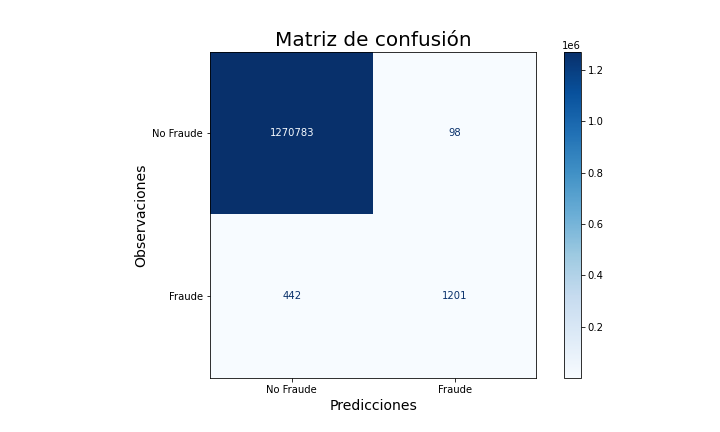 Matriz de confusión
1e6
No Fraude
1270783
98
Observaciones
Fraude
442
1201
No Fraude
Fraude
Predicciones
1.2
1.0
0.8
0.6
0.4
0.2